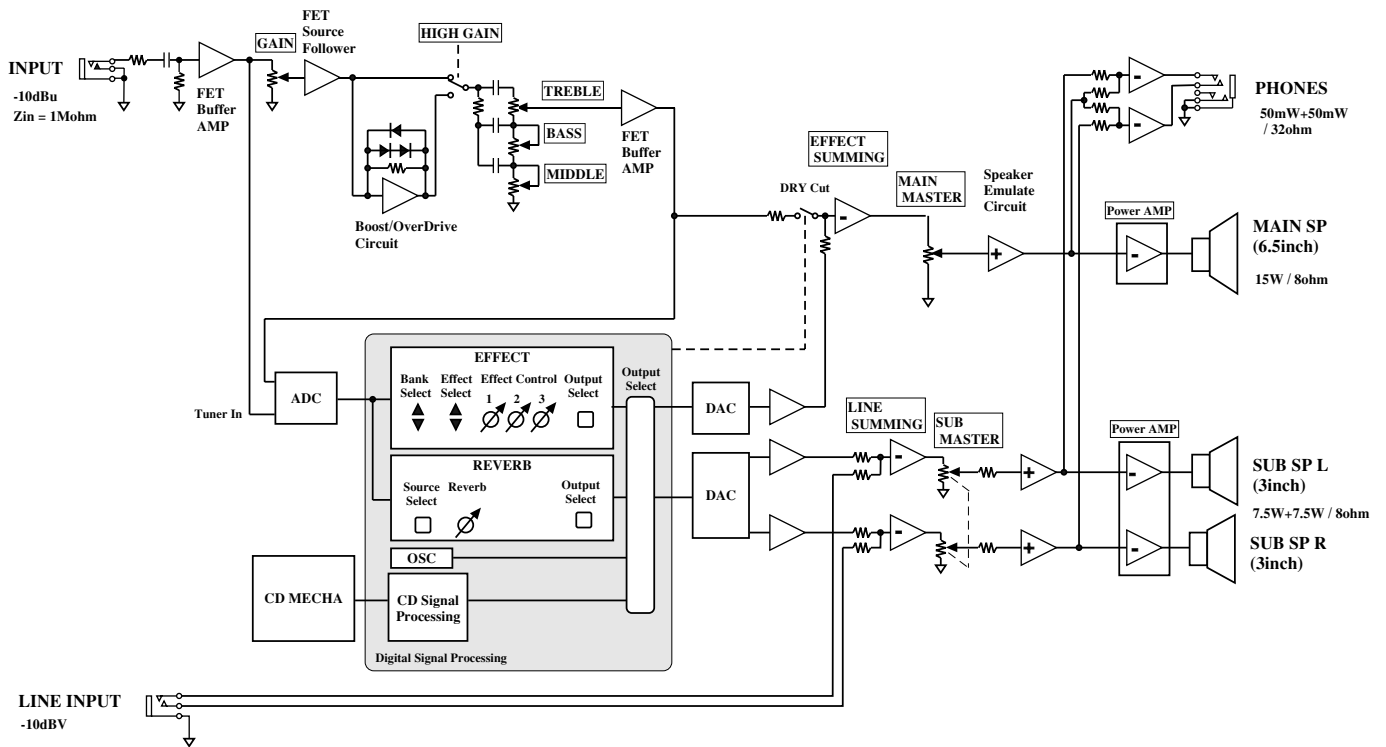 INPUT
-10dBu
Zin = 1Mohm
FET
Buffer
AMP
GAIN
FET
Source
Follower
HIGH GAIN
Boost/OverDrive
Circuit
TREBLE
BASS
MIDDLE
FET
Buffer
AMP
DRY Cut
EFFECT
SUMMING
-
MAIN
MASTER
Speaker
Emulate
Circuit
+
-
-
PHONES
50mW+50mW
/ 32ohm
Power AMP
-
MAIN SP
(6.5inch)
15W / 8ohm
Tuner In
ADC
EFFECT
Bank
Select
Effect
Select
Effect Control
1 2 3
Output
Select
Output
Select
REVERB
Source
Select
Reverb
Output
Select
OSC
CD MECHA
CD Signal
Processing
Digital Signal Processing
DAC
DAC
LINE
SUMMING
-
-
SUB
MASTER
+
+
Power AMP
-
-
SUB SP L
(3inch)
7.5W+7.5W / 8ohm
SUB SP R
(3inch)
LINE INPUT
-10dBV